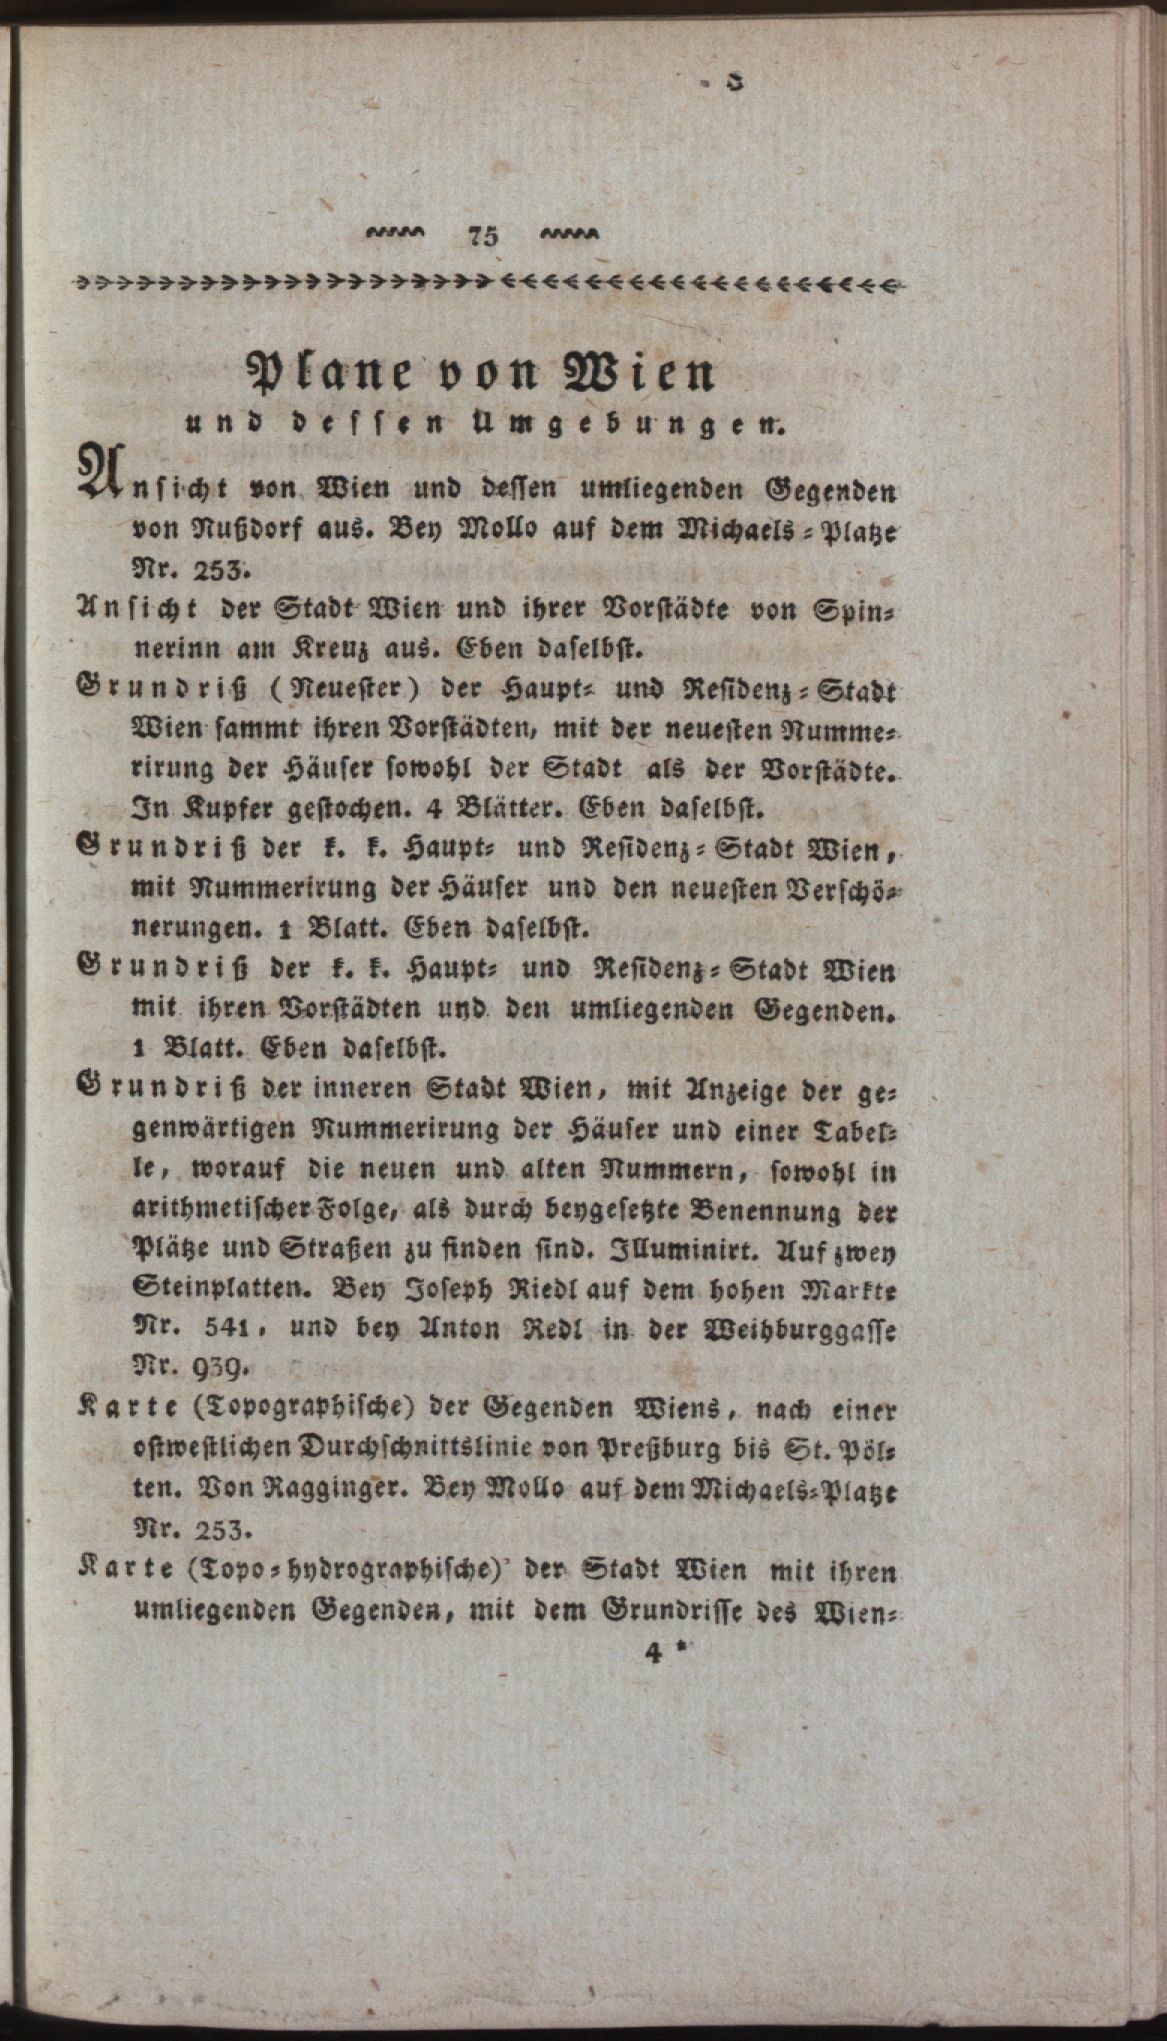 75
Plane von Wien
und dessen Umgebungen.
Ansicht von Wien und dessen umliegenden Gegenden
von Nußdorf aus. Bey Mollo auf dem Michaels-Platze
Nr. 253.
Ansicht der Stadt Wien und ihrer Vorstädte von Spin-
nerinn am Kreuz aus. Eben daselbst.
Grundriß (Neuester) der Haupt- und Residenz-Stadt
Wien sammt ihren Vorstädten, mit der neuesten Numme-
rirung der Häuser sowohl der Stadt als der Vorstädte.
In Kupfer gestochen. 4 Blätter. Eben daselbst.
Grundriß der k. k. Haupt- und Residenz-Stadt Wien,
mit Nummerirung der Häuser und den neuesten Verschö-
nerungen. 1 Blatt. Eben daselbst.
Grundriß der k. k. Haupt- und Residenz-Stadt Wien
mit ihren Vorstädten und den umliegenden Gegenden.
1 Blatt. Eben daselbst.
Grundriß der inneren Stadt Wien, mit Anzeige der ge-
genwärtigen Nummerirung der Häuser und einer Tabel-
le, worauf die neuen und alten Nummern, sowohl in
arithmetischer Folge, als durch beygesetzte Benennung der
Plätze und Straßen zu finden sind. Illuminirt. Auf zwey
Steinplatten. Bey Joseph Riedl auf dem hohen Markte
Nr. 541, und bey Anton Redl in der Weihburggasse
Nr. 939.
Karte (Topographische) der Gegenden Wiens, nach einer
ostwestlichen Durchschnittslinie von Preßburg bis St. Pöl-
ten. Von Ragginger. Bey Mollo auf dem Michaels-Platze
Nr. 253.
Karte (Topo-hydrographische) der Stadt Wien mit ihren
umliegenden Gegenden, mit dem Grundrisse des Wien-
4 *